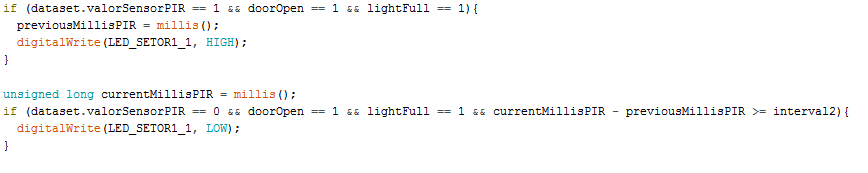 if (dataset.valorSensorPIR == 1 && doorOpen == 1 && lightFull == 1){
previousMillisPIR = millis();
digitalWrite(LED_SETOR1_1, HIGH);
}
unsigned long currentMillisPIR = millis();
if (dataset.valorSensorPIR == 0 && doorOpen == 1 && lightFull == 1 && currentMillisPIR - previousMillisPIR >= interval2){
digitalWrite(LED_SETOR1_1, LOW);
}